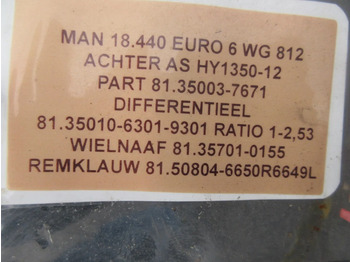 MAN 18.440 EURO 6 WG 812
ACHTER AS HY1350-12
PART 81.35003-7671
DIFFERENTIEEL
81.35010-6301-9301 RATIO 1-2,53
WIELNAAF 81.35701-0155
REMKLAUW 81.50804-6650R6649L